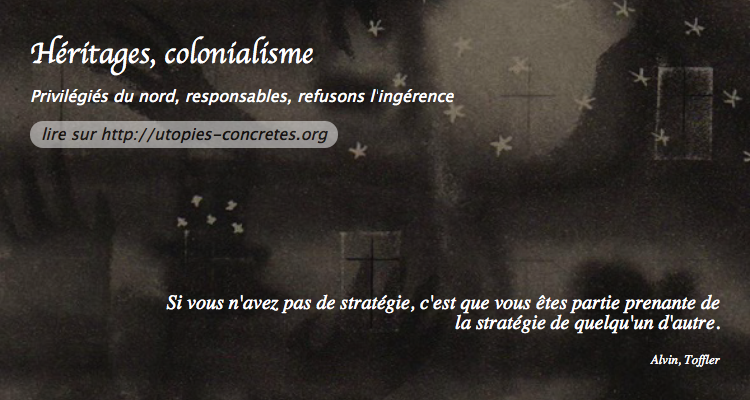 Héritages, colonialisme
Privilégiés du nord, responsables, refusons l'ingérence
lire sur http://utopies-concretes.org
Si vous n'avez pas de stratégie, c'est que vous êtes partie prenante de
la stratégie de quelqu'un d'autre.
Alvin, Toffler